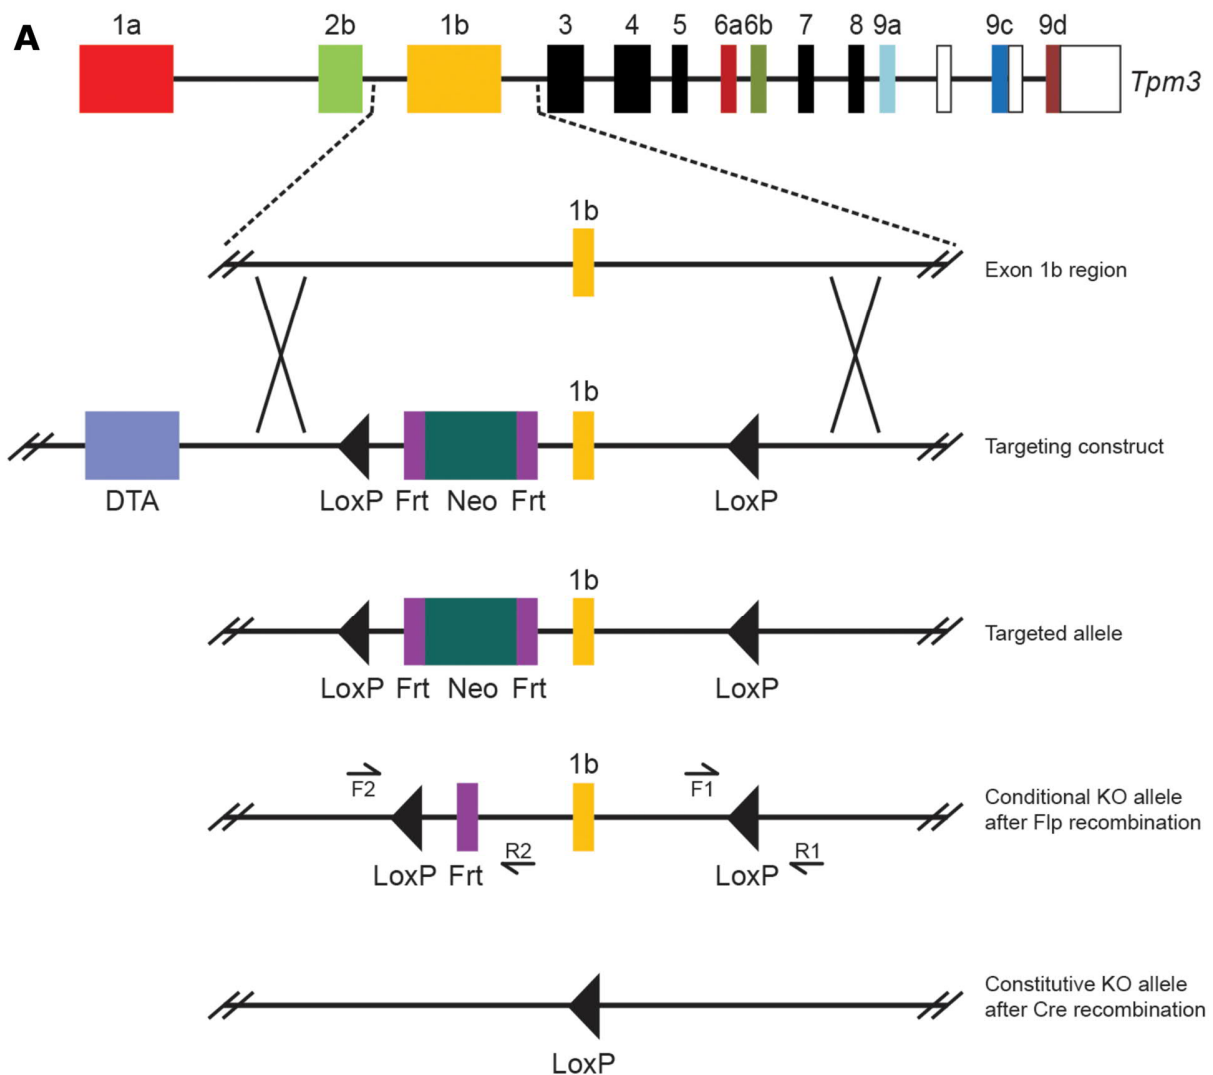 A
1a 2b 1b 3 4 5 6a 6b 7 8 9a 9c 9d
Tpm3
1b
Exon 1b region
1b
Targeting construct
DTA LoxP Frt Neo Frt LoxP
1b
Targeted allele
LoxP Frt Neo Frt LoxP
1b
F2 F1
Conditional KO allele
after Flp recombination
R2 R1
LoxP Frt LoxP
Constitutive KO allele
after Cre recombination
LoxP